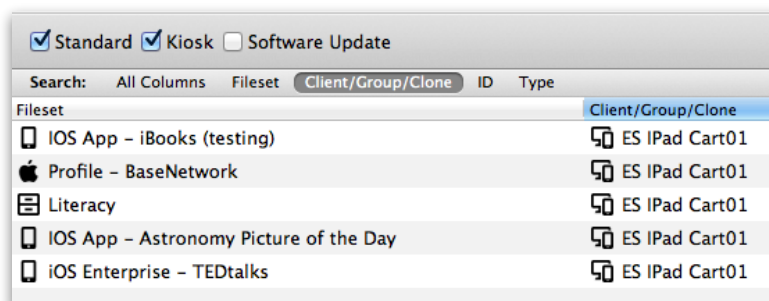 Standard Kiosk Software Update
Search: All Columns Fileset Client/Group/Clone ID Type
Fileset Client/Group/Clone
IOS App – iBooks (testing) ES IPad Cart01
Profile – BaseNetwork ES IPad Cart01
Literacy ES IPad Cart01
IOS App – Astronomy Picture of the Day ES IPad Cart01
iOS Enterprise – TEDtalks ES IPad Cart01